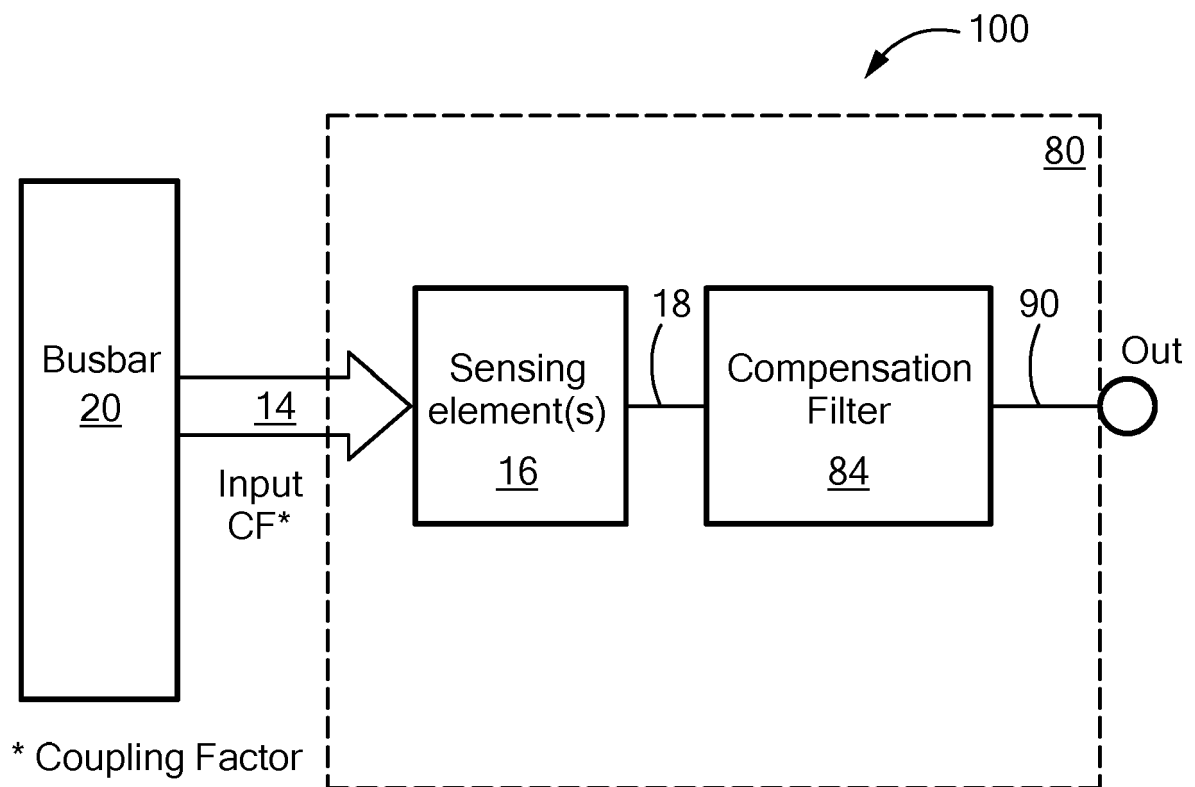 100
80
Busbar
20
14
Input
CF*
Sensing
element(s)
16
18
Compensation
Filter
84
90
Out
* Coupling Factor